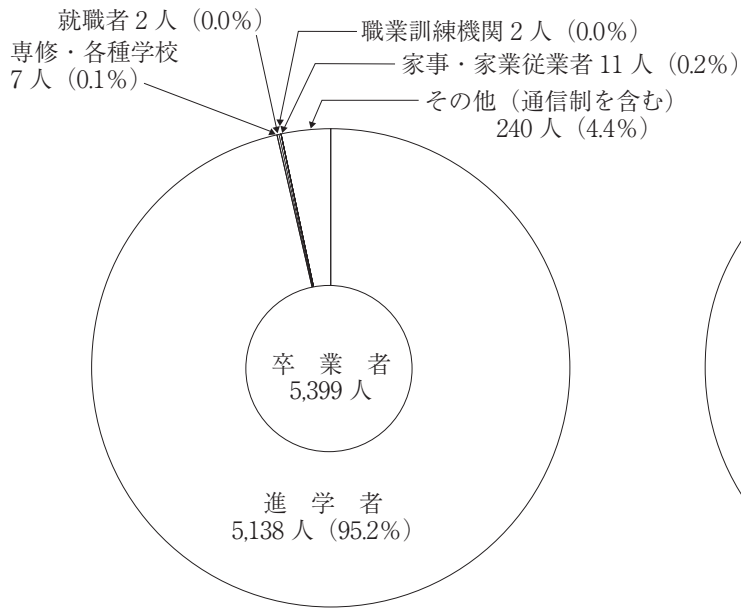 就職者 2 人（0.0%）
職業訓練機関 2 人（0.0%）
専修・各種学校
7 人（0.1%）
家事・家業従業者 11 人（0.2%）
その他（通信制を含む）
240 人（4.4%）
卒 業 者
5,399 人
進 学 者
5,138 人（95.2%）